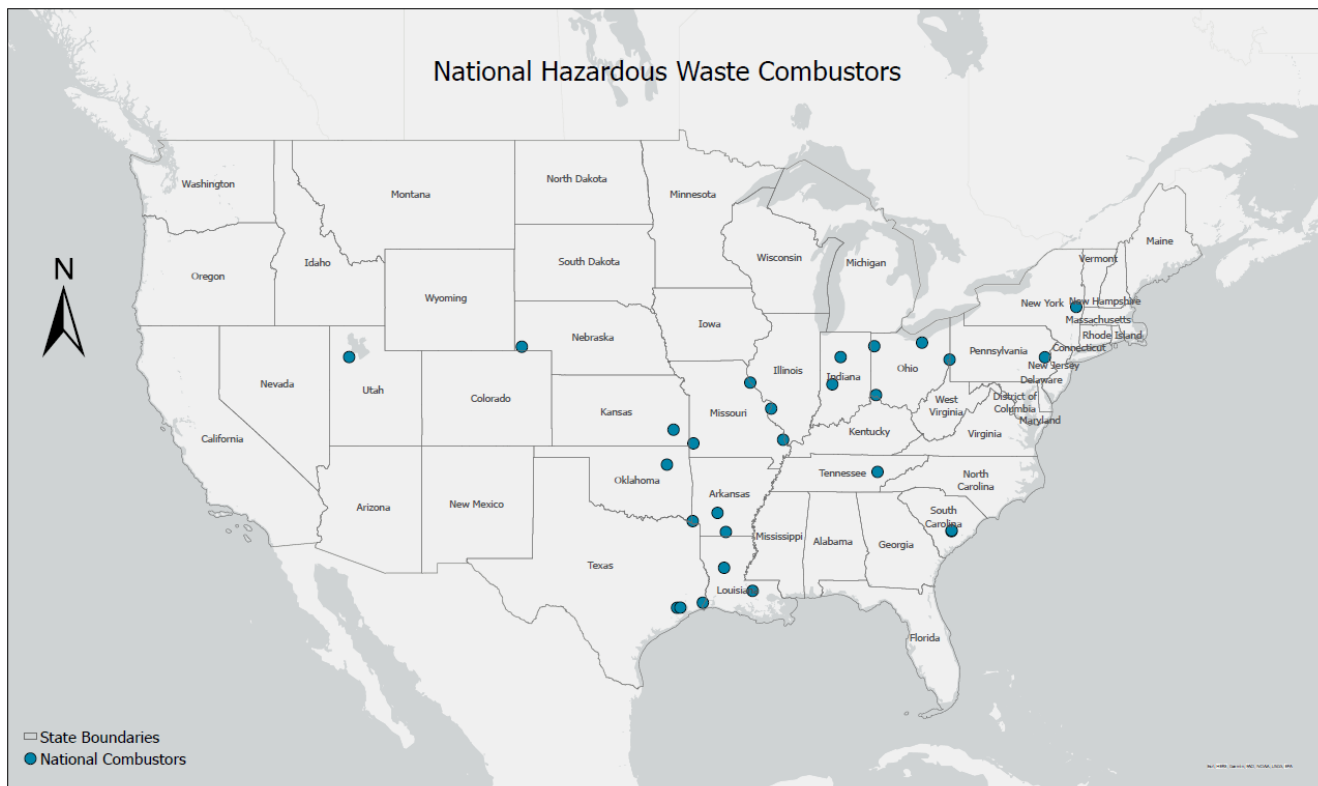 National Hazardous Waste Combustors
Washington
Montana
North Dakota
Minnesota
Maine
Vermont
Oregon
Idaho
South Dakota
Wisconsin
Michigan
Wyoming
New York
New Hampshire
Massachusetts
Iowa
Rhode Island
Nebraska
Connecticut
Pennsylvania
New Jersey
Nevada
Utah
Illinois
Indiana
Ohio
Delaware
Colorado
Kansas
Missouri
West
Virginia
District of
Columbia
Maryland
California
Kentucky
Virginia
Oklahoma
Tennessee
North
Carolina
Arizona
New Mexico
Arkansas
South
Carolina
Mississippi
Alabama
Georgia
Texas
Louisia
Florida
N
State Boundaries
National Combustors